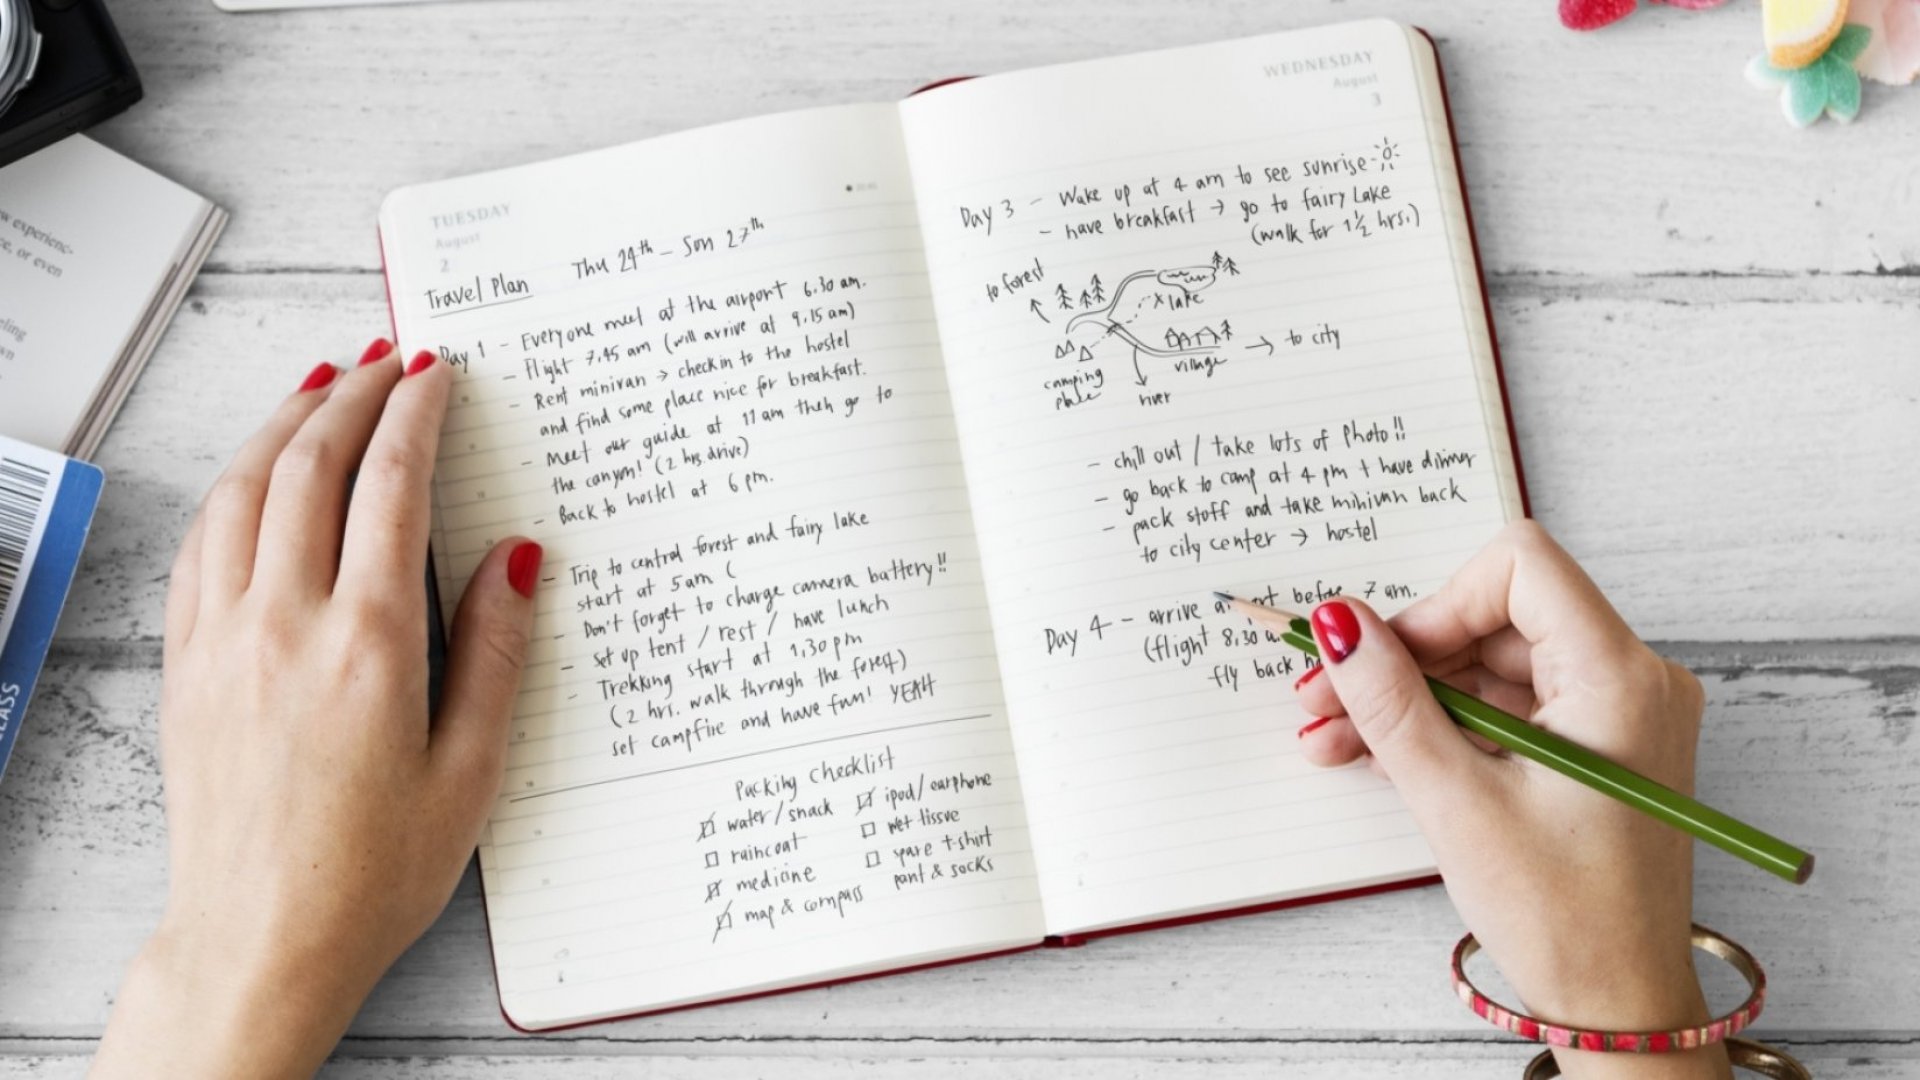 w experienc-
ce, or even
eling
wn
CLASS
TUESDAY
August
2
Travel Plan Thu 24th - Sun 27th
Day 1 - Everyone meet at the airport 6.30 am.
- Flight 7.45 am (will arrive at 9.15 am)
- Rent minivan → check in to the hostel
and find some place nice for breakfast.
- Meet our guide at 11 am then go to
the canyon! (2 hrs. drive)
- Back to hostel at 6 pm.
- Trip to central forest and fairy lake
start at 5 am (
- Don't forget to charge camera battery!!
- set up tent / rest / have lunch
- Trekking start at 1.30 pm
(2 hrs. walk through the forest)
set campfire and have fun! YEAH
Packing Checklist
water/snack
raincoat
medicine
map & compass
ipod/earphone
wet tissue
spare t-shirt
pant & socks
WEDNESDAY
August
3
Day 3 - Wake up at 4 am to see sunrise
- have breakfast → go to fairy Lake
(walk for 1½ hrs.)
to forest
x lake
to city
village
camping
place
river
- chill out / take lots of photo!!
- go back to camp at 4 pm + have dinner
- pack stuff and take minivan back
to city center → hostel
Day 4 - arrive before 7 am.
(flight 8.30
fly back